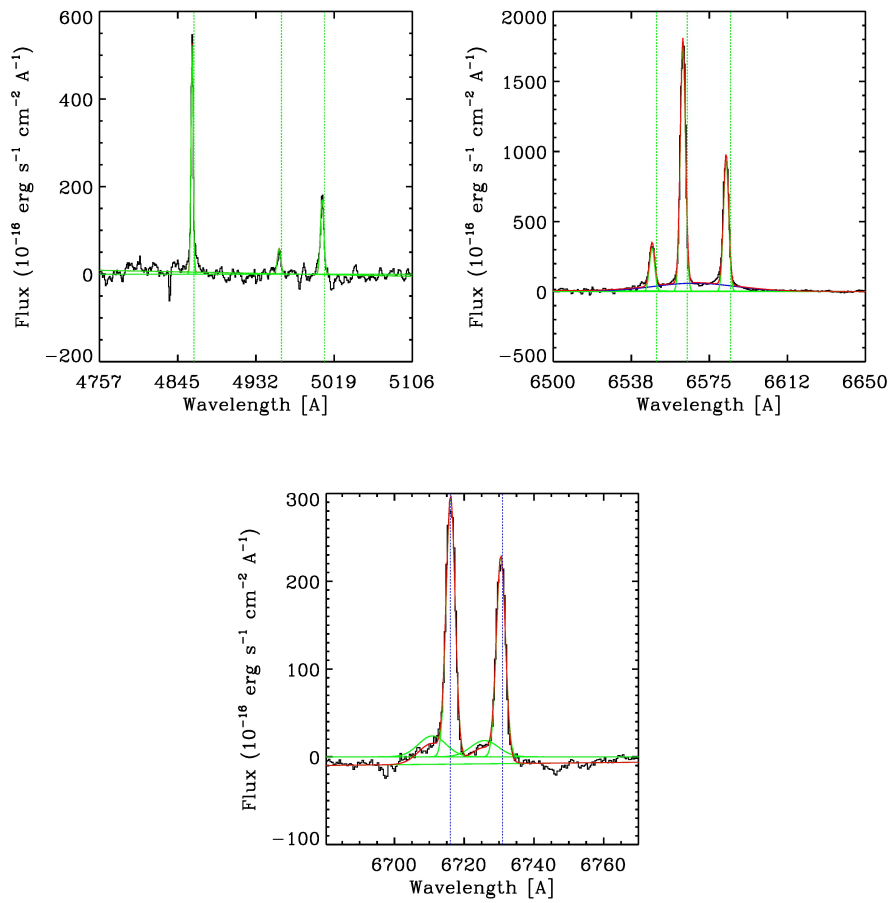 600
400
200
0
−200
Flux (10⁻¹⁶ erg s⁻¹ cm⁻² A⁻¹)
4757 4845 4932 5019 5106
Wavelength [A]
2000
1500
1000
500
0
−500
Flux (10⁻¹⁶ erg s⁻¹ cm⁻² A⁻¹)
6500 6538 6575 6612 6650
Wavelength [A]
300
200
100
0
−100
Flux (10⁻¹⁶ erg s⁻¹ cm⁻² A⁻¹)
6700 6720 6740 6760
Wavelength [A]